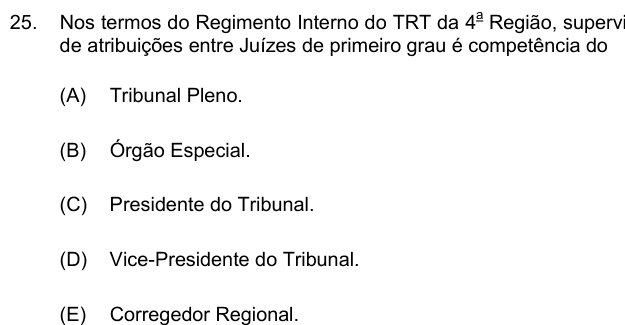 25. Nos termos do Regimento Interno do TRT da 4ª Região,
de atribuições entre Juízes de primeiro grau é competência do
(A) Tribunal Pleno.
(B) Órgão Especial.
(C) Presidente do Tribunal.
(D) Vice-Presidente do Tribunal.
(E) Corregedor Regional.